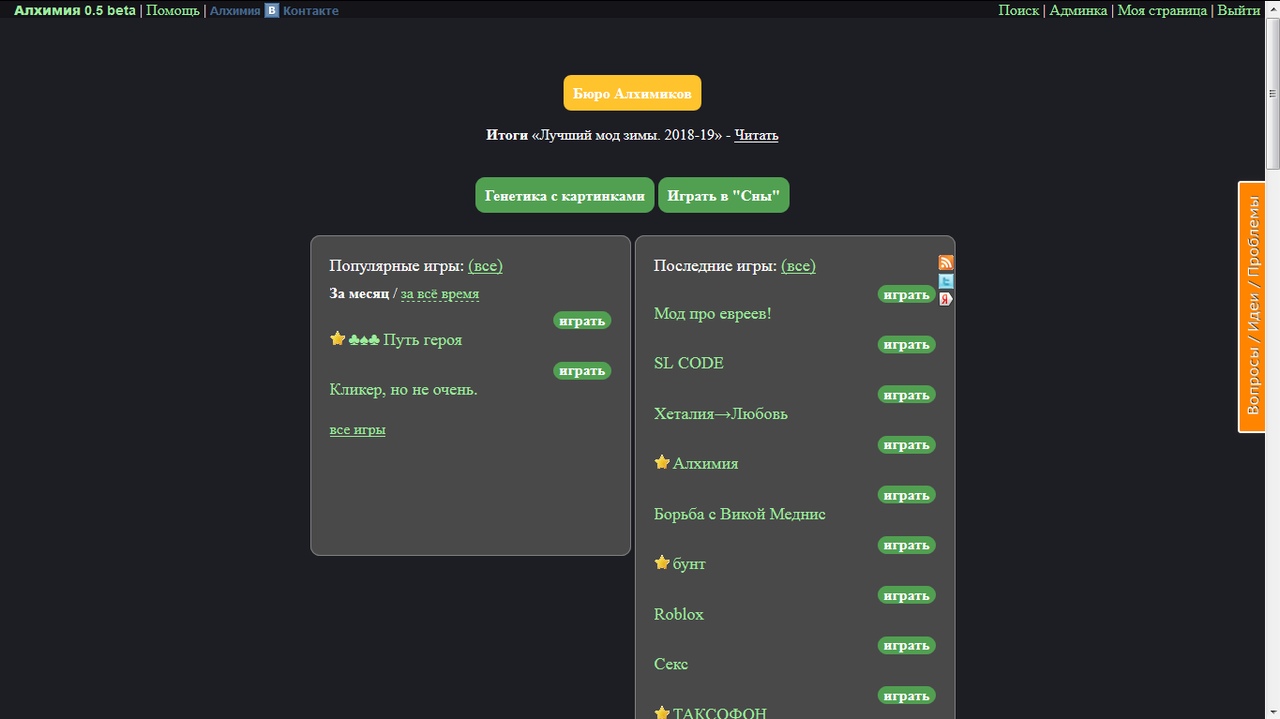 Алхимия 0.5 beta | Помощь | Алхимия В Контакте
Поиск | Админка | Моя страница | Выйти
Бюро Алхимиков
Итоги «Лучший мод зимы. 2018-19» - Читать
Генетика с картинками
Играть в "Сны"
Популярные игры: (все)
За месяц / за всё время
играть
♣♠♣ Путь героя
играть
Кликер, но не очень.
все игры
Последние игры: (все)
играть
Мод про евреев!
играть
SL CODE
играть
Хеталия→Любовь
играть
Алхимия
играть
Борьба с Викой Меднис
играть
бунт
играть
Roblox
играть
Секс
играть
ТАКСОФОН
Я
Вопросы / Идеи / Проблемы